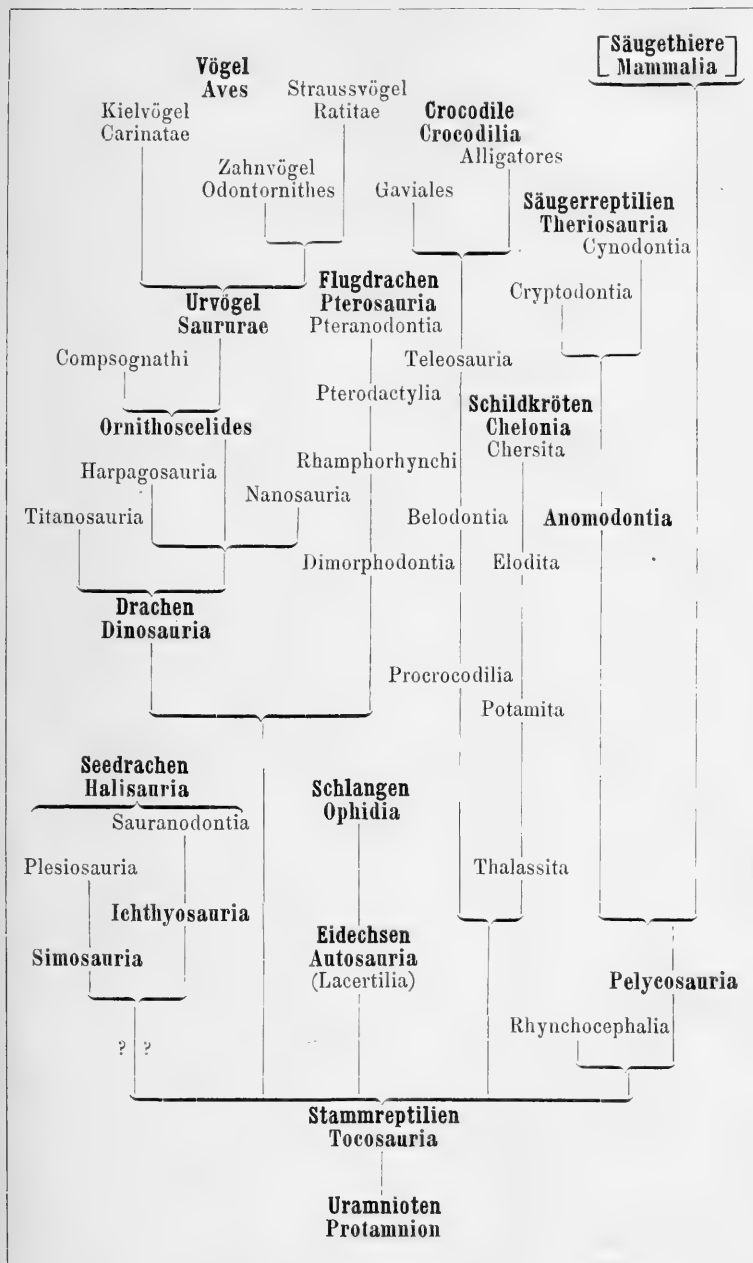 Säugethiere
Mammalia
Vögel
Aves
Straussvögel
Ratitae
Kielvögel
Carinatae
Crocodile
Crocodilia
Alligatores
Zahnvögel
Odontornithes
Gaviales
Säugerreptilien
Theriosauria
Cynodontia
Flugdrachen
Pterosauria
Pteranodontia
Cryptodontia
Urvögel
Saururae
Compsognathi
Teleosauria
Pterodactylia
Schildkröten
Chelonia
Chersita
Ornithoscelides
Harpagosauria
Rhamphorhynchi
Nanosauria
Titanosauria
Belodontia
Anomodontia
Dimorphodontia
Elodita
Drachen
Dinosauria
Procrocodilia
Potamita
Seedrachen
Halisauria
Schlangen
Ophidia
Sauranodontia
Plesiosauria
Thalassita
Ichthyosauria
Eidechsen
Autosauria
(Lacertilia)
Simosauria
Pelycosauria
Rhynchocephalia
? ?
Stammreptilien
Tocosauria
Uramnioten
Protamnion